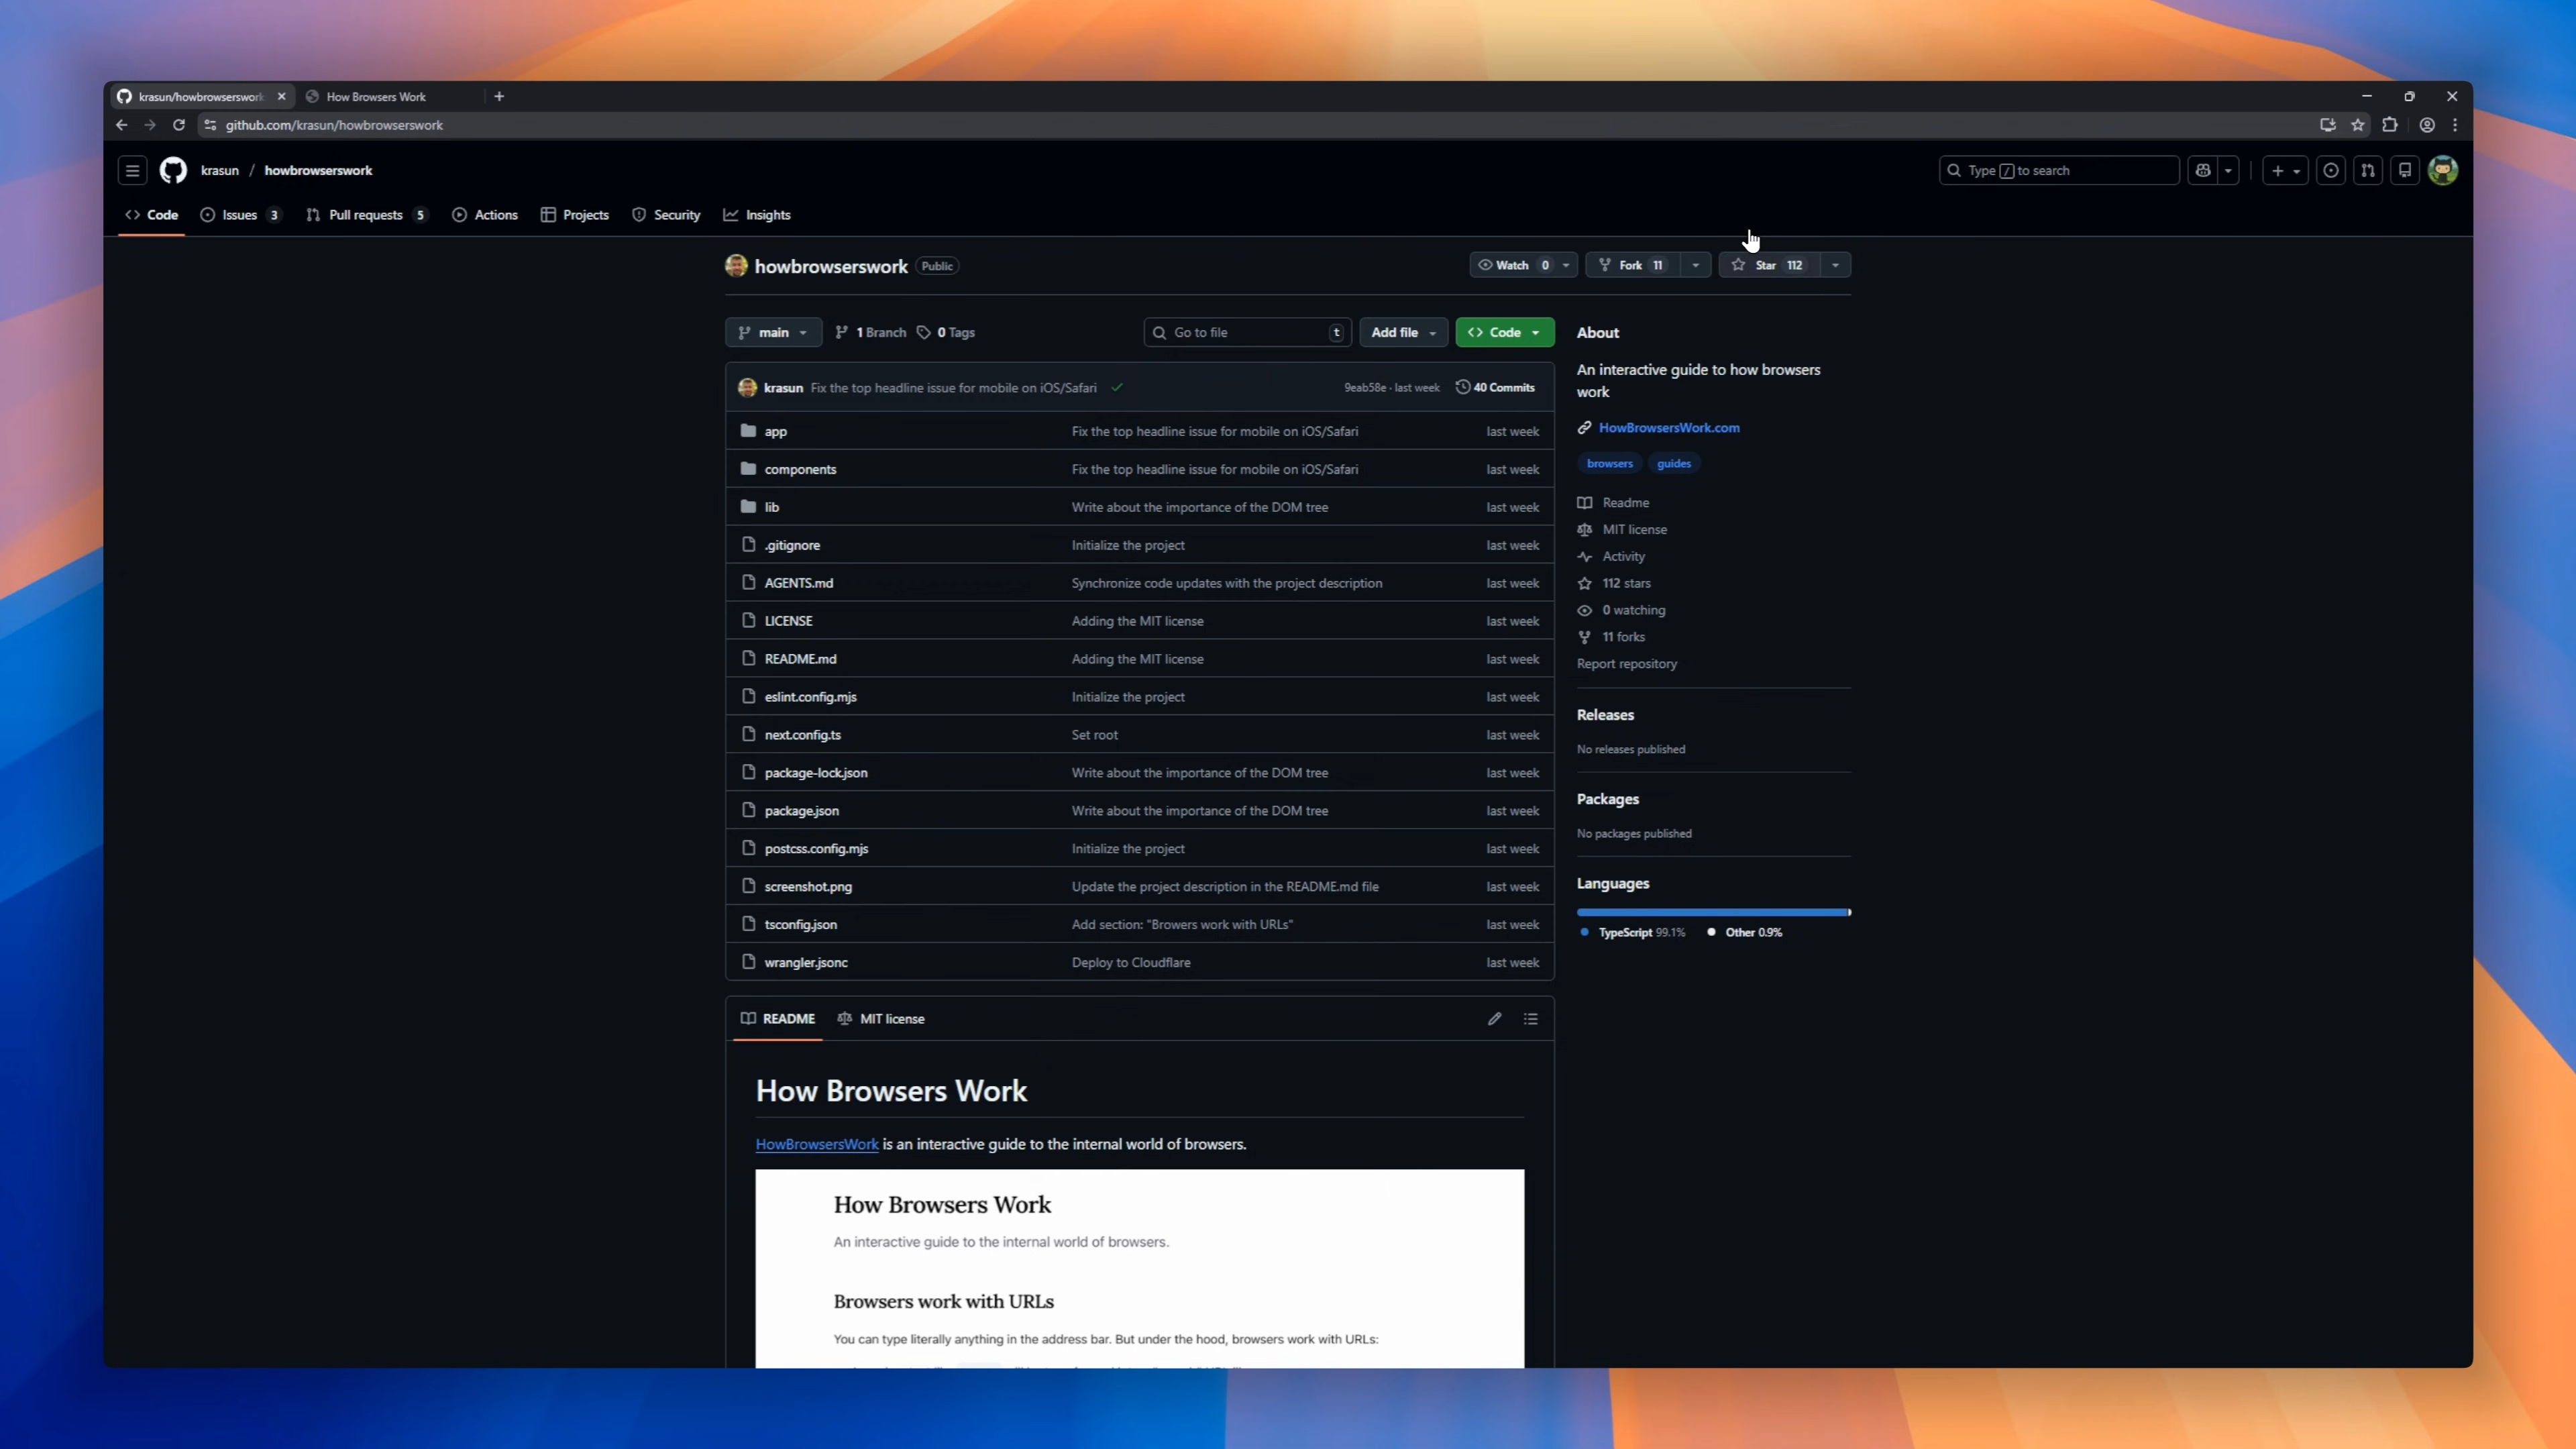 krasun/howbrowserswork
How Browsers Work
github.com/krasun/howbrowserswork
krasun / howbrowserswork
Type / to search
Code
Issues 3
Pull requests 5
Actions
Projects
Security
Insights
howbrowserswork Public
Watch 0
Fork 11
Star 112
main
1 Branch
0 Tags
Go to file t
Add file
Code
krasun Fix the top headline issue for mobile on iOS/Safari
9eab58e · last week
40 Commits
app Fix the top headline issue for mobile on iOS/Safari last week
components Fix the top headline issue for mobile on iOS/Safari last week
lib Write about the importance of the DOM tree last week
.gitignore Initialize the project last week
AGENTS.md Synchronize code updates with the project description last week
LICENSE Adding the MIT license last week
README.md Adding the MIT license last week
eslint.config.mjs Initialize the project last week
next.config.ts Set root last week
package-lock.json Write about the importance of the DOM tree last week
package.json Write about the importance of the DOM tree last week
postcss.config.mjs Initialize the project last week
screenshot.png Update the project description in the README.md file last week
tsconfig.json Add section: "Browers work with URLs" last week
wrangler.jsonc Deploy to Cloudflare last week
README
MIT license
How Browsers Work
HowBrowsersWork is an interactive guide to the internal world of browsers.
How Browsers Work
An interactive guide to the internal world of browsers.
Browsers work with URLs
You can type literally anything in the address bar. But under the hood, browsers work with URLs:
About
An interactive guide to how browsers
work
HowBrowsersWork.com
browsers guides
Readme
MIT license
Activity
112 stars
0 watching
11 forks
Report repository
Releases
No releases published
Packages
No packages published
Languages
TypeScript 99.1% Other 0.9%